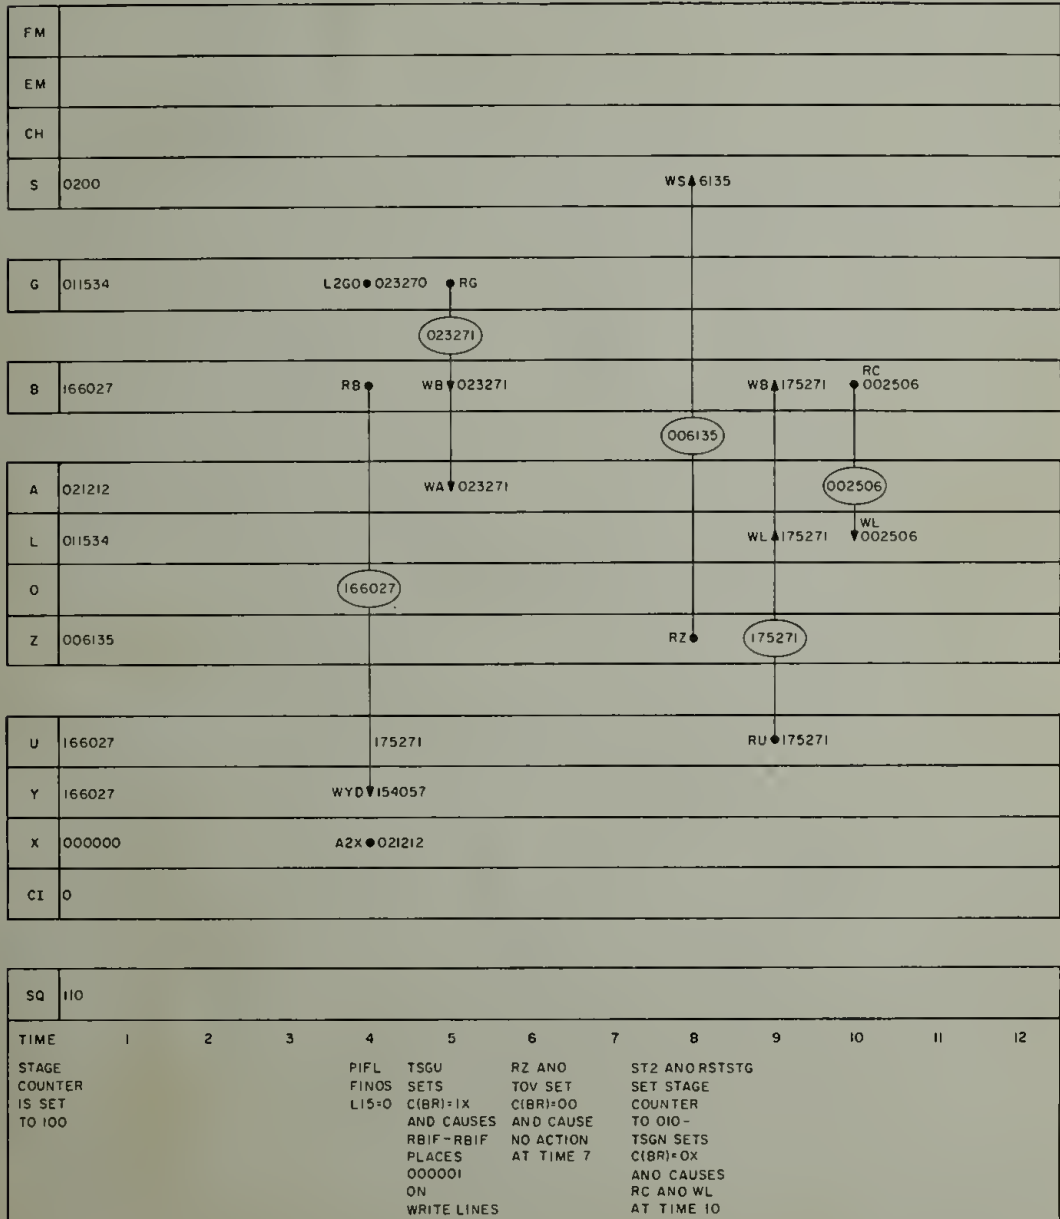 FM
EM
CH
S 0200 WS 6135
G 011534 L2GO 023270 RG
023271
B 166027 RB WB 023271 WB 175271 RC 002506
006135
A 021212 WA 023271 002506
L 011534 WL 175271 WL 002506
O 166027
Z 006135 RZ 175271
U 166027 175271 RU 175271
Y 166027 WYD 154057
X 000000 A2X 021212
CI 0
SQ 110
TIME 1 2 3 4 5 6 7 8 9 10 11 12
STAGE PIFL TSGU RZ AND ST2 AND RSTSTG
COUNTER FINDS SETS TOV SET SET STAGE
IS SET L15=0 C(BR)=1X C(BR)=00 COUNTER
TO 100 AND CAUSES AND CAUSE TO 010-
RBIF-RBIF NO ACTION TSGN SETS
PLACES AT TIME 7 C(BR)=0X
000001 AND CAUSES
ON RC AND WL
WRITE LINES AT TIME 10